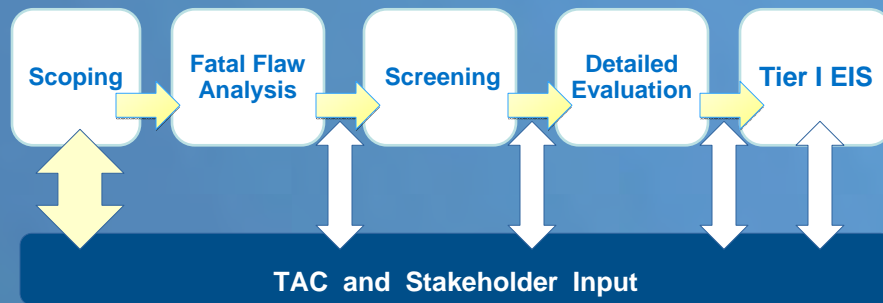 Scoping
Fatal Flaw
Analysis
Screening
Detailed
Evaluation
Tier I EIS
TAC and Stakeholder Input